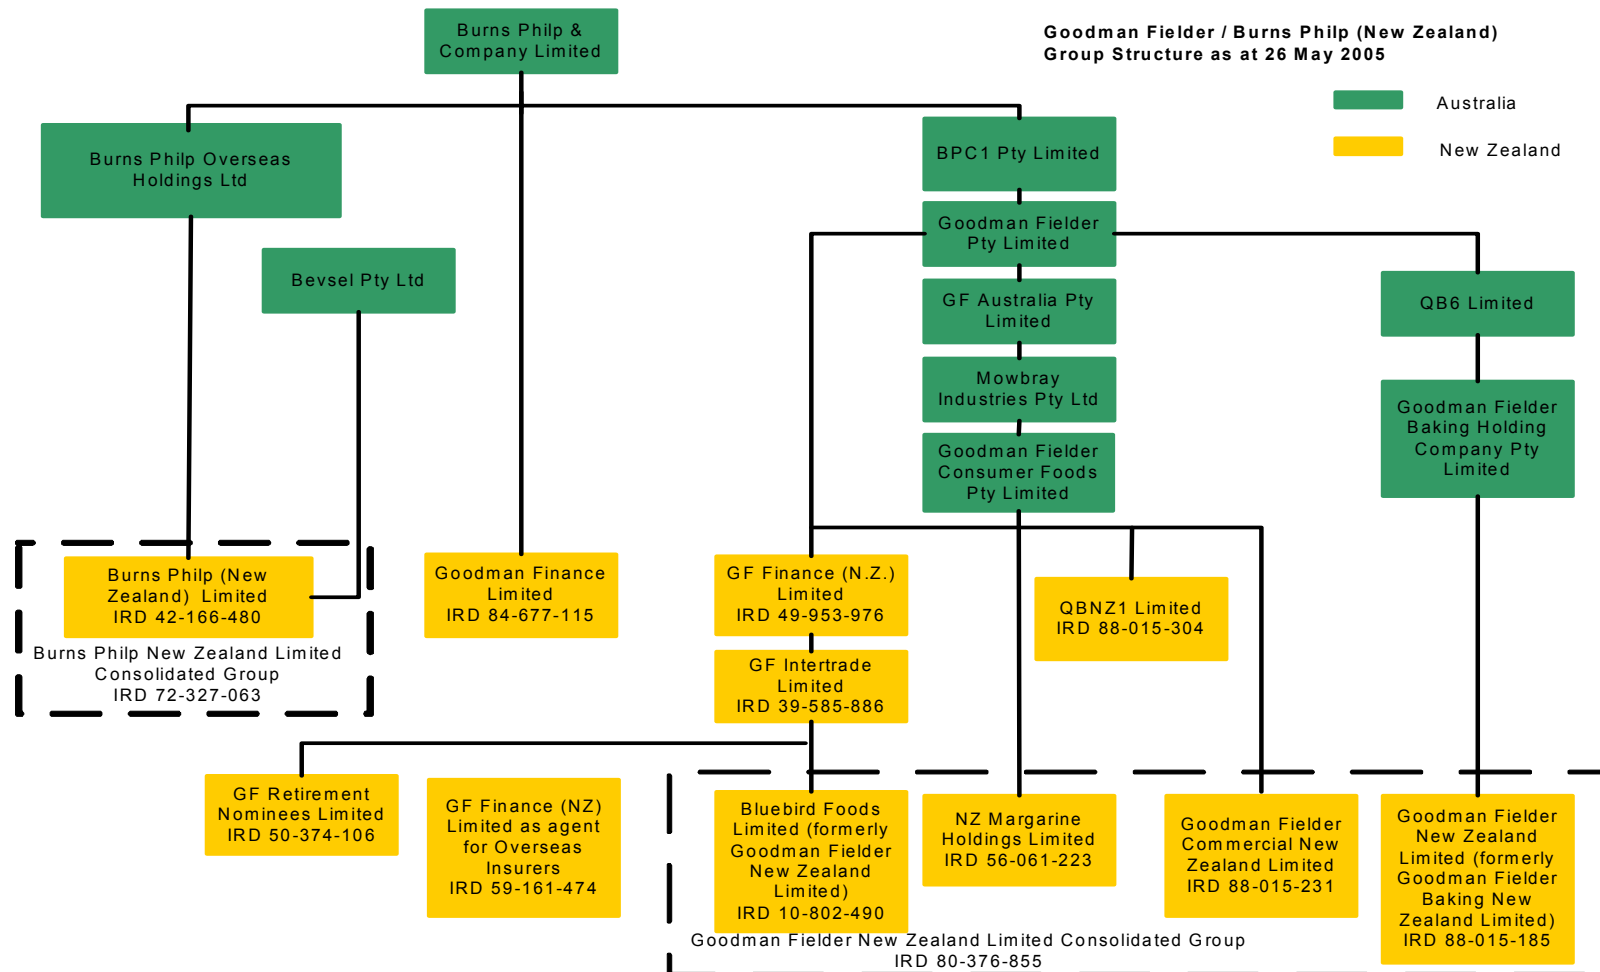 Burns Philp &
Company Limited
Goodman Fielder / Burns Philp (New Zealand)
Group Structure as at 26 May 2005
Australia
New Zealand
Burns Philp Overseas
Holdings Ltd
BPC1 Pty Limited
Goodman Fielder
Pty Limited
Bevsel Pty Ltd
GF Australia Pty
Limited
QB6 Limited
Mowbray
Industries Pty Ltd
Goodman Fielder
Baking Holding
Company Pty
Limited
Goodman Fielder
Consumer Foods
Pty Limited
Burns Philp (New
Zealand) Limited
IRD 42-166-480
Burns Philp New Zealand Limited
Consolidated Group
IRD 72-327-063
Goodman Finance
Limited
IRD 84-677-115
GF Finance (N.Z.)
Limited
IRD 49-953-976
QBNZ1 Limited
IRD 88-015-304
GF Intertrade
Limited
IRD 39-585-886
GF Retirement
Nominees Limited
IRD 50-374-106
GF Finance (NZ)
Limited as agent
for Overseas
Insurers
IRD 59-161-474
Bluebird Foods
Limited (formerly
Goodman Fielder
New Zealand
Limited)
IRD 10-802-490
NZ Margarine
Holdings Limited
IRD 56-061-223
Goodman Fielder
Commercial New
Zealand Limited
IRD 88-015-231
Goodman Fielder
New Zealand
Limited (formerly
Goodman Fielder
Baking New
Zealand Limited)
IRD 88-015-185
Goodman Fielder New Zealand Limited Consolidated Group
IRD 80-376-855